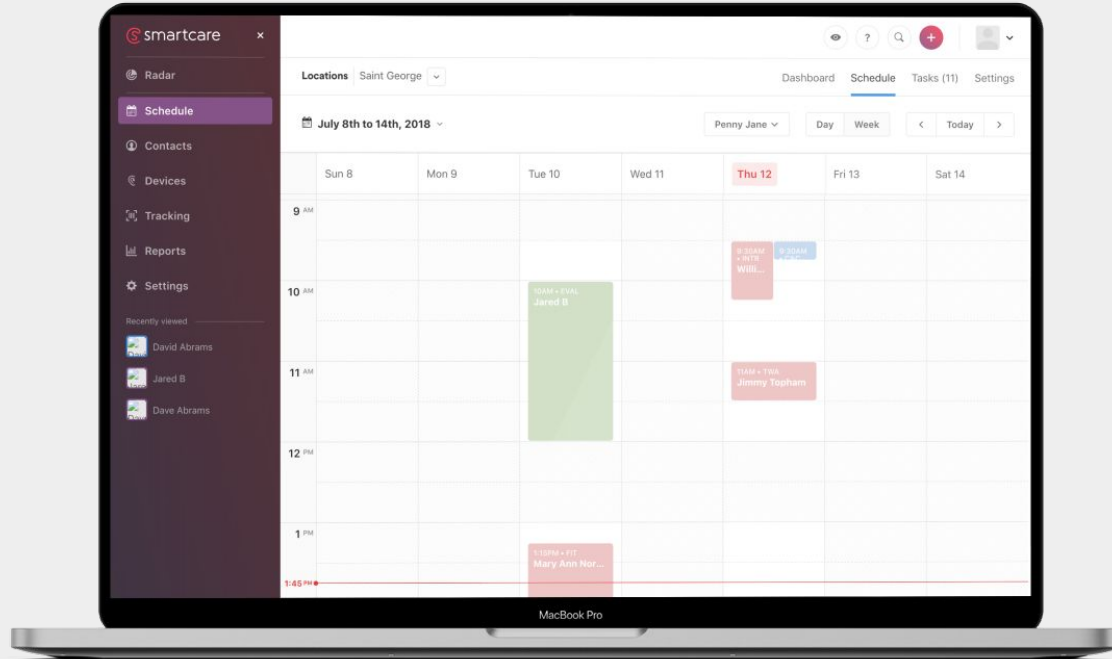 smartcare ×
Radar
Schedule
Contacts
Devices
Tracking
Reports
Settings
Recently viewed
David Abrams
Jared B
Dave Abrams
?
+
Locations Saint George
Dashboard Schedule Tasks (11) Settings
July 8th to 14th, 2018
Penny Jane Day Week < Today >
Sun 8 Mon 9 Tue 10 Wed 11 Thu 12 Fri 13 Sat 14
9 AM
9:30AM
• INTR
Willi...
9:30AM
10 AM
10AM • EVAL
Jared B
11 AM
11AM • TWA
Jimmy Topham
12 PM
1 PM
1:10PM • FIT
Mary Ann Nor...
1:45 PM
MacBook Pro